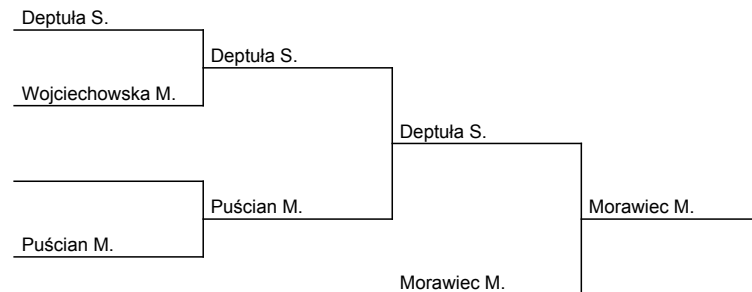 Deptuła S.
Deptuła S.
Wojciechowska M.
Deptuła S.
Puścian M.
Morawiec M.
Puścian M.
Morawiec M.